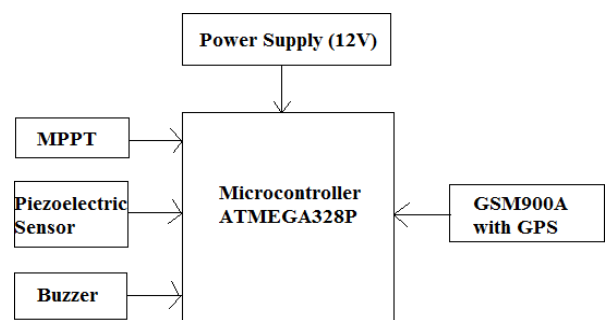 Power Supply (12V)
MPPT
Piezoelectric
Sensor
Buzzer
Microcontroller
ATMEGA328P
GSM900A
with GPS